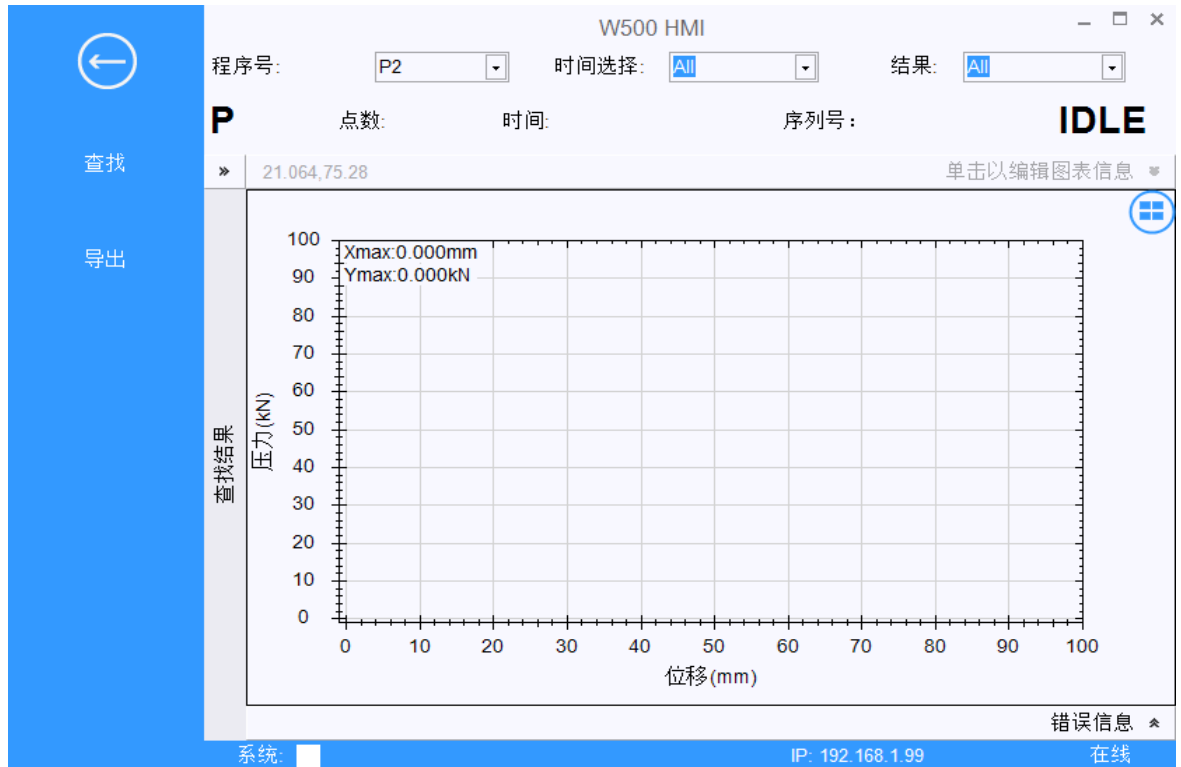 W500 HMI
程序号: P2 时间选择: All 结果: All
P 点数: 时间: 序列号： IDLE
查找
导出
» 21.064,75.28 单击以编辑图表信息
查找结果
Xmax:0.000mm
Ymax:0.000kN
压力(kN)
100
90
80
70
60
50
40
30
20
10
0
0 10 20 30 40 50 60 70 80 90 100
位移(mm)
错误信息
系统: IP: 192.168.1.99 在线